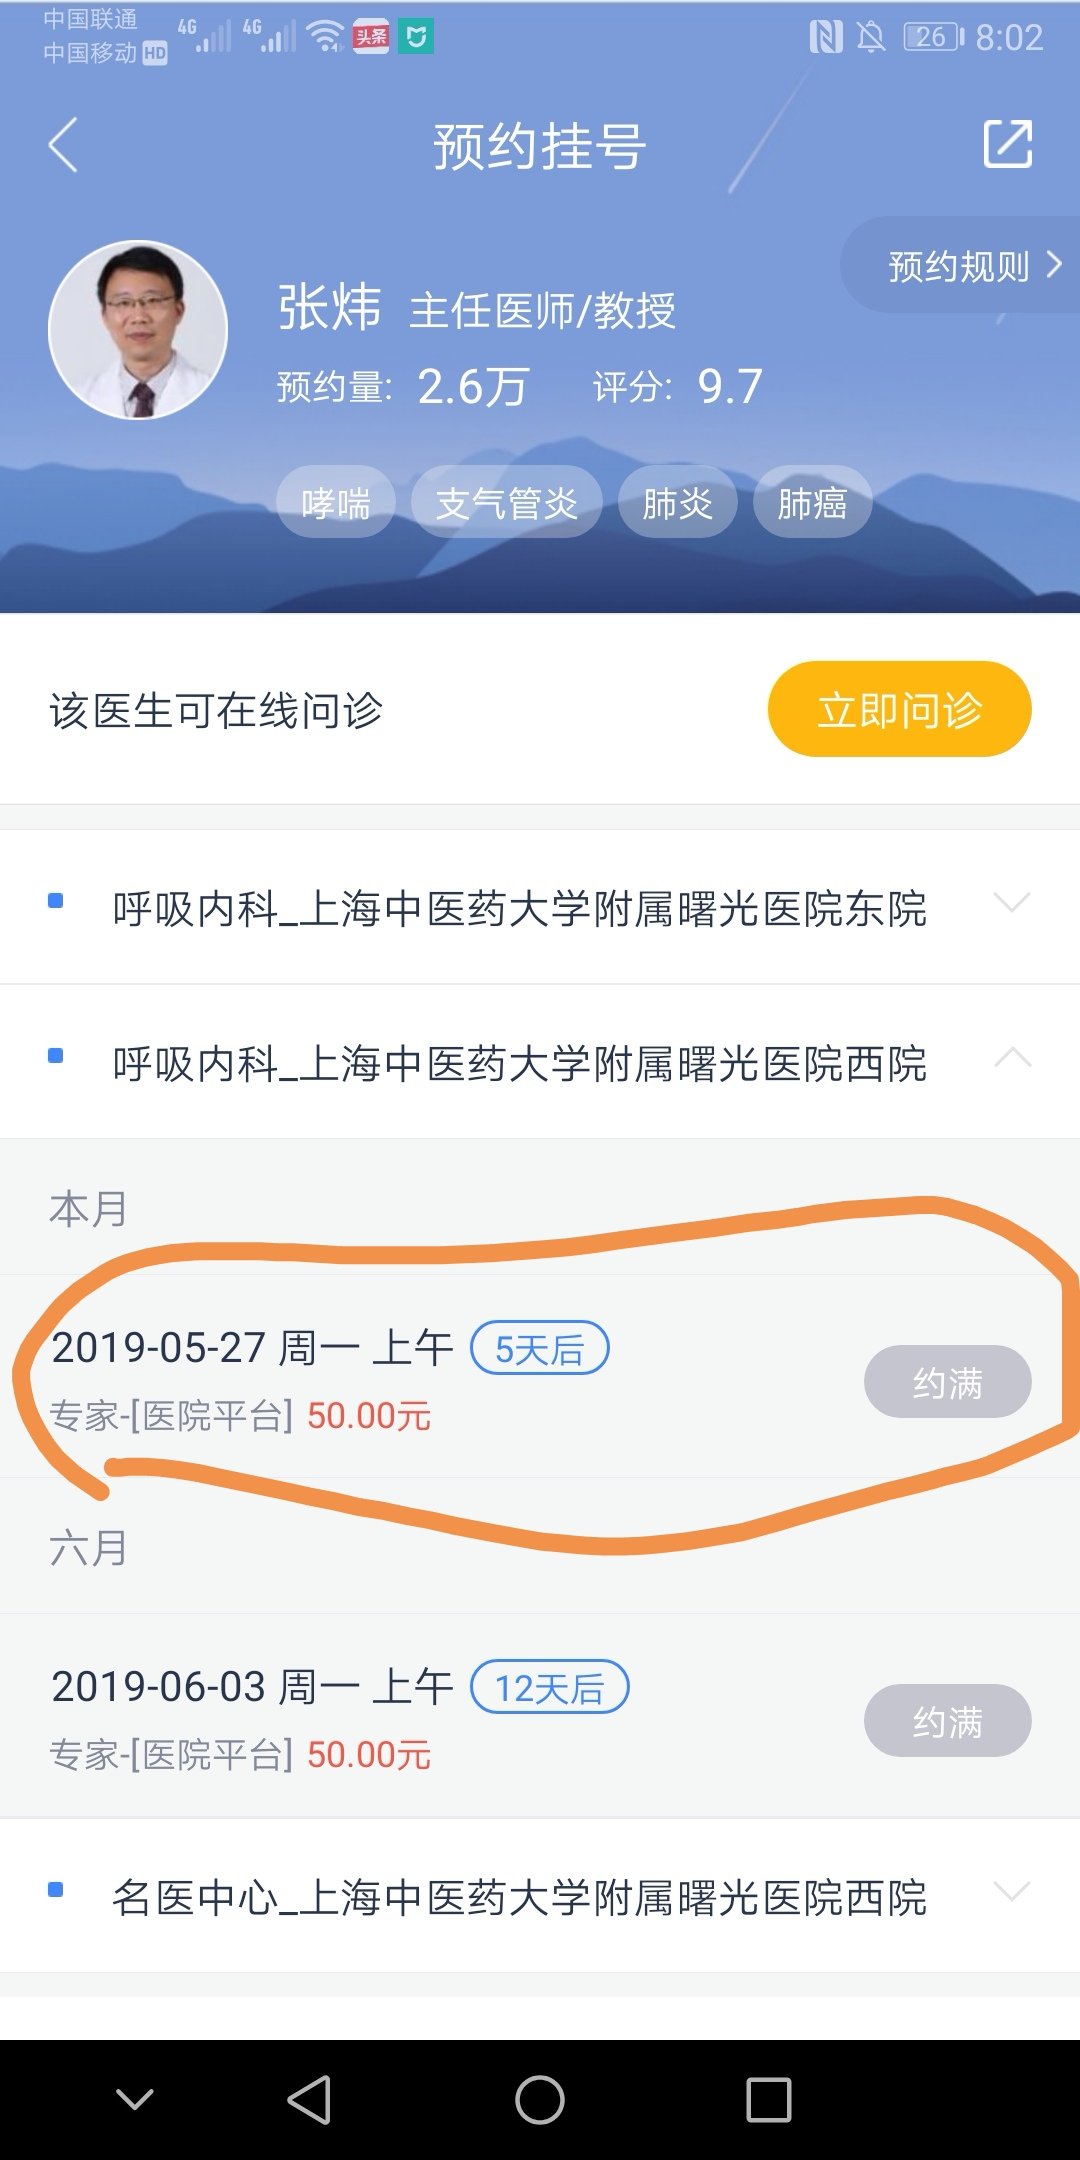 中国联通
中国移动 HD
4G 4G 头条 26 8:02
预约挂号
预约规则
张炜 主任医师/教授
预约量: 2.6万 评分: 9.7
哮喘 支气管炎 肺炎 肺癌
该医生可在线问诊 立即问诊
呼吸内科_上海中医药大学附属曙光医院东院
呼吸内科_上海中医药大学附属曙光医院西院
本月
2019-05-27 周一 上午 5天后
专家-[医院平台] 50.00元 约满
六月
2019-06-03 周一 上午 12天后
专家-[医院平台] 50.00元 约满
名医中心_上海中医药大学附属曙光医院西院